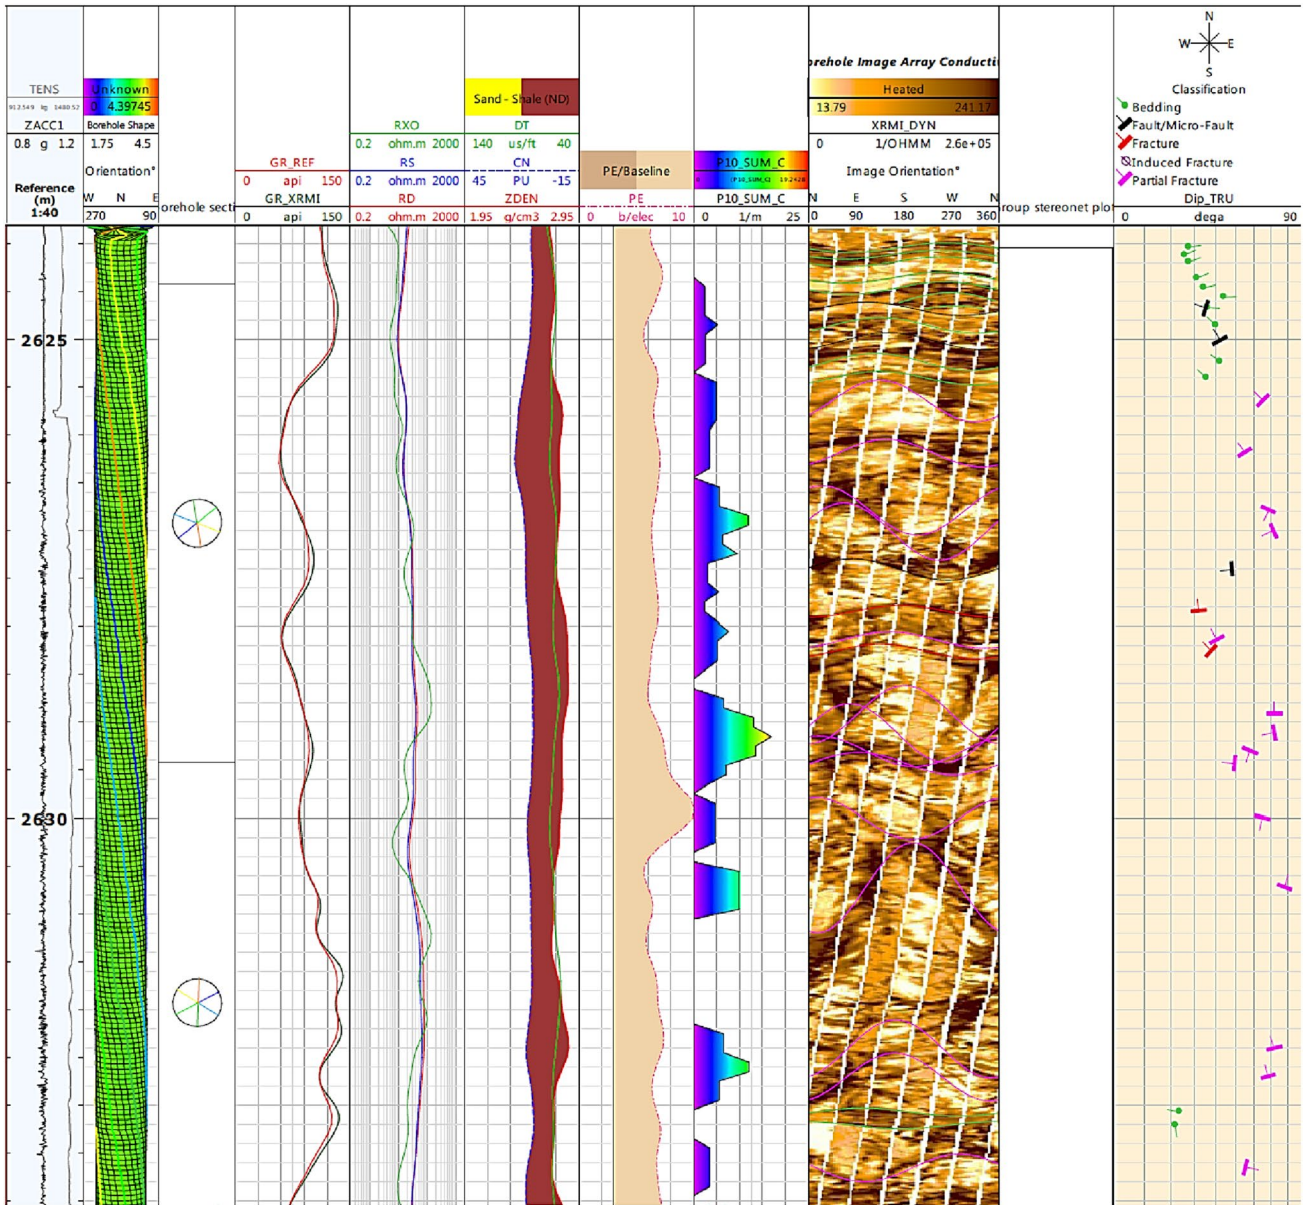 N
W E
S
Classification
Bedding
Fault/Micro-Fault
Fracture
Induced Fracture
Partial Fracture
Dip_TRU
0 dega 90
TENS
kg
ZACC1
0.8 g 1.2
Reference
(m)
1:40
Unknown
0 4.39745
Borehole Shape
1.75 4.5
Orientation°
W N E
270 90
orehole secti
GR_REF
0 api 150
GR_XRMI
0 api 150
RXO
0.2 ohm.m 2000
RS
0.2 ohm.m 2000
RD
0.2 ohm.m 2000
Sand - Shale (ND)
DT
140 us/ft 40
CN
45 PU -15
ZDEN
1.95 g/cm3 2.95
PE/Baseline
PE
0 b/elec 10
P10_SUM_C
P10_SUM_C
0 1/m 25
orehole Image Array Conducti
Heated
13.79 241.17
XRMI_DYN
0 1/OHMM 2.6e+05
Image Orientation°
N E S W N
0 90 180 270 360
roup stereonet plo
2625
2630